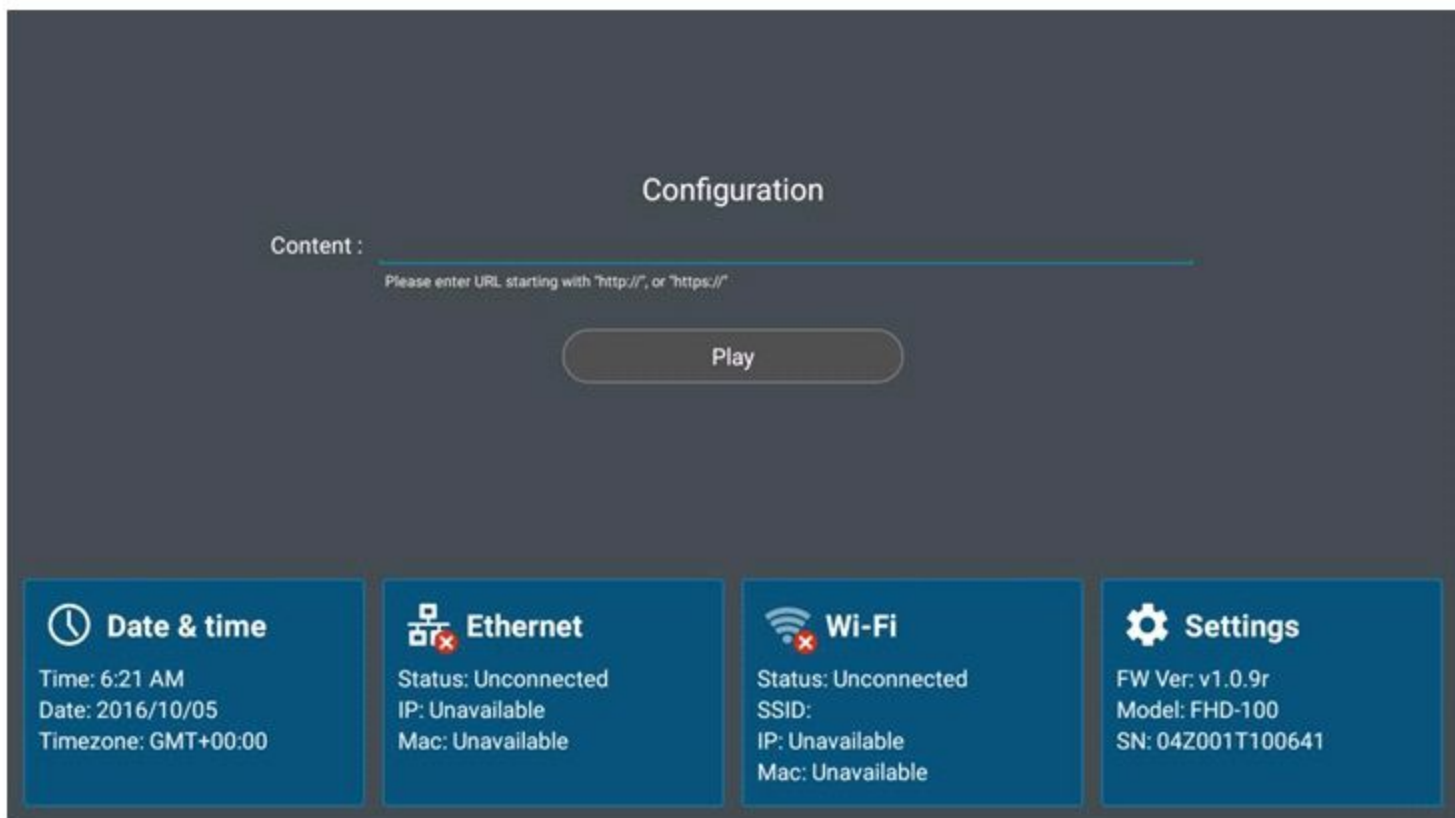 Configuration
Content :
Please enter URL starting with "http://", or "https://"
Play
Date & time
Time: 6:21 AM
Date: 2016/10/05
Timezone: GMT+00:00
Ethernet
Status: Unconnected
IP: Unavailable
Mac: Unavailable
Wi-Fi
Status: Unconnected
SSID:
IP: Unavailable
Mac: Unavailable
Settings
FW Ver: v1.0.9r
Model: FHD-100
SN: 04Z001T100641